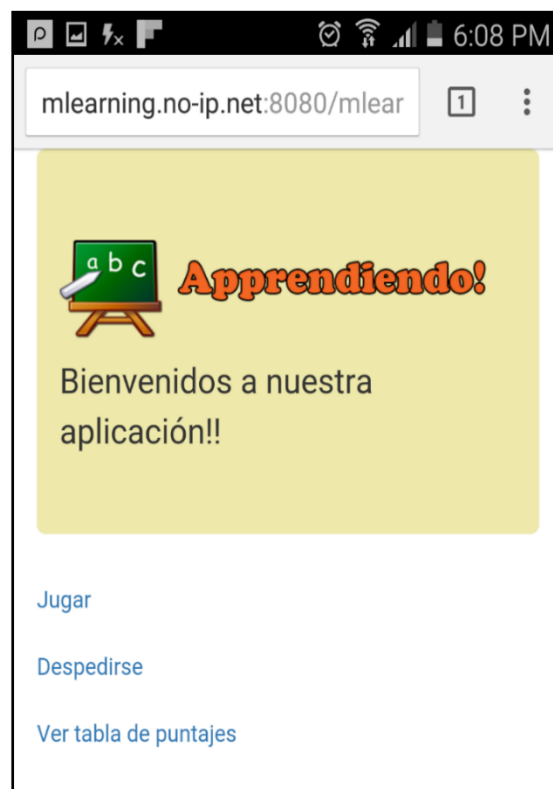 6:08 PM
mlearning.no-ip.net:8080/mlear
1
a b c
Apprendiendo!
Bienvenidos a nuestra
aplicación!!
Jugar
Despedirse
Ver tabla de puntajes